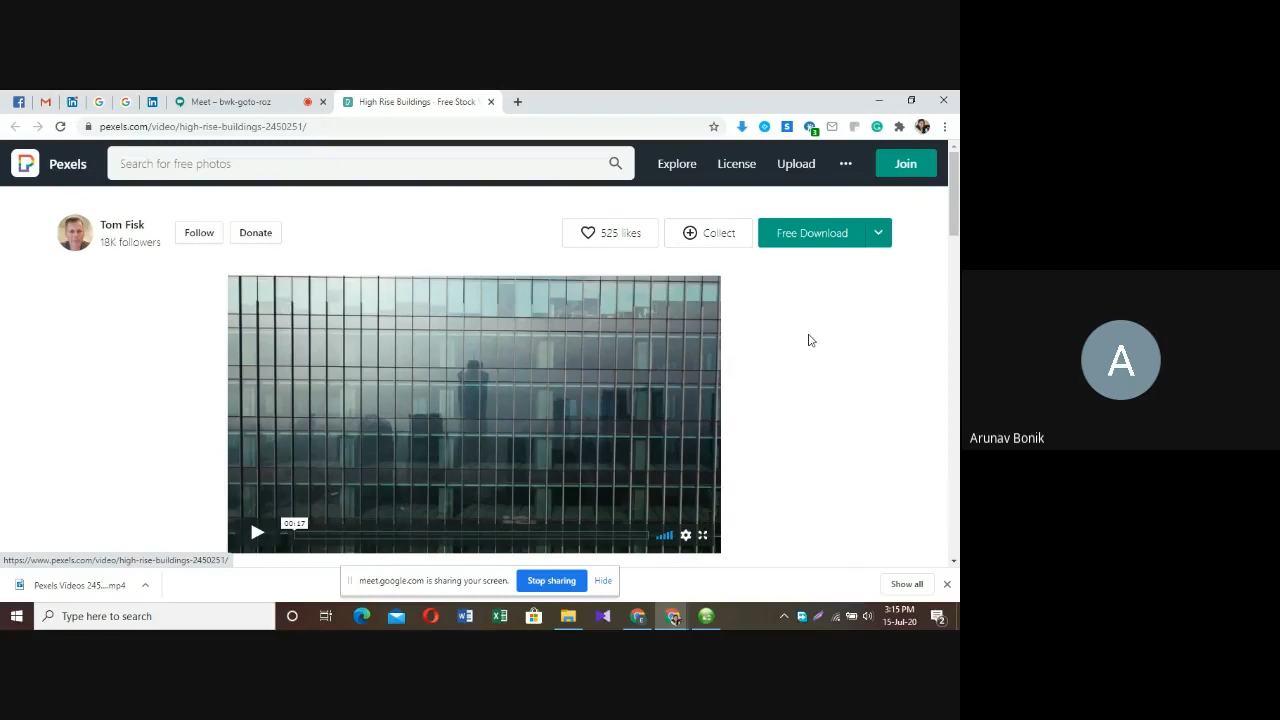 Meet – bwk-goto-roz
High Rise Buildings · Free Stock
pexels.com/video/high-rise-buildings-2450251/
3
Pexels
Search for free photos
Explore
License
Upload
Join
Tom Fisk
18K followers
Follow
Donate
525 likes
Collect
Free Download
00:17
https://www.pexels.com/video/high-rise-buildings-2450251/
Pexels Videos 245....mp4
meet.google.com is sharing your screen.
Stop sharing
Hide
Show all
Type here to search
3:15 PM
15-Jul-20
2
A
Arunav Bonik